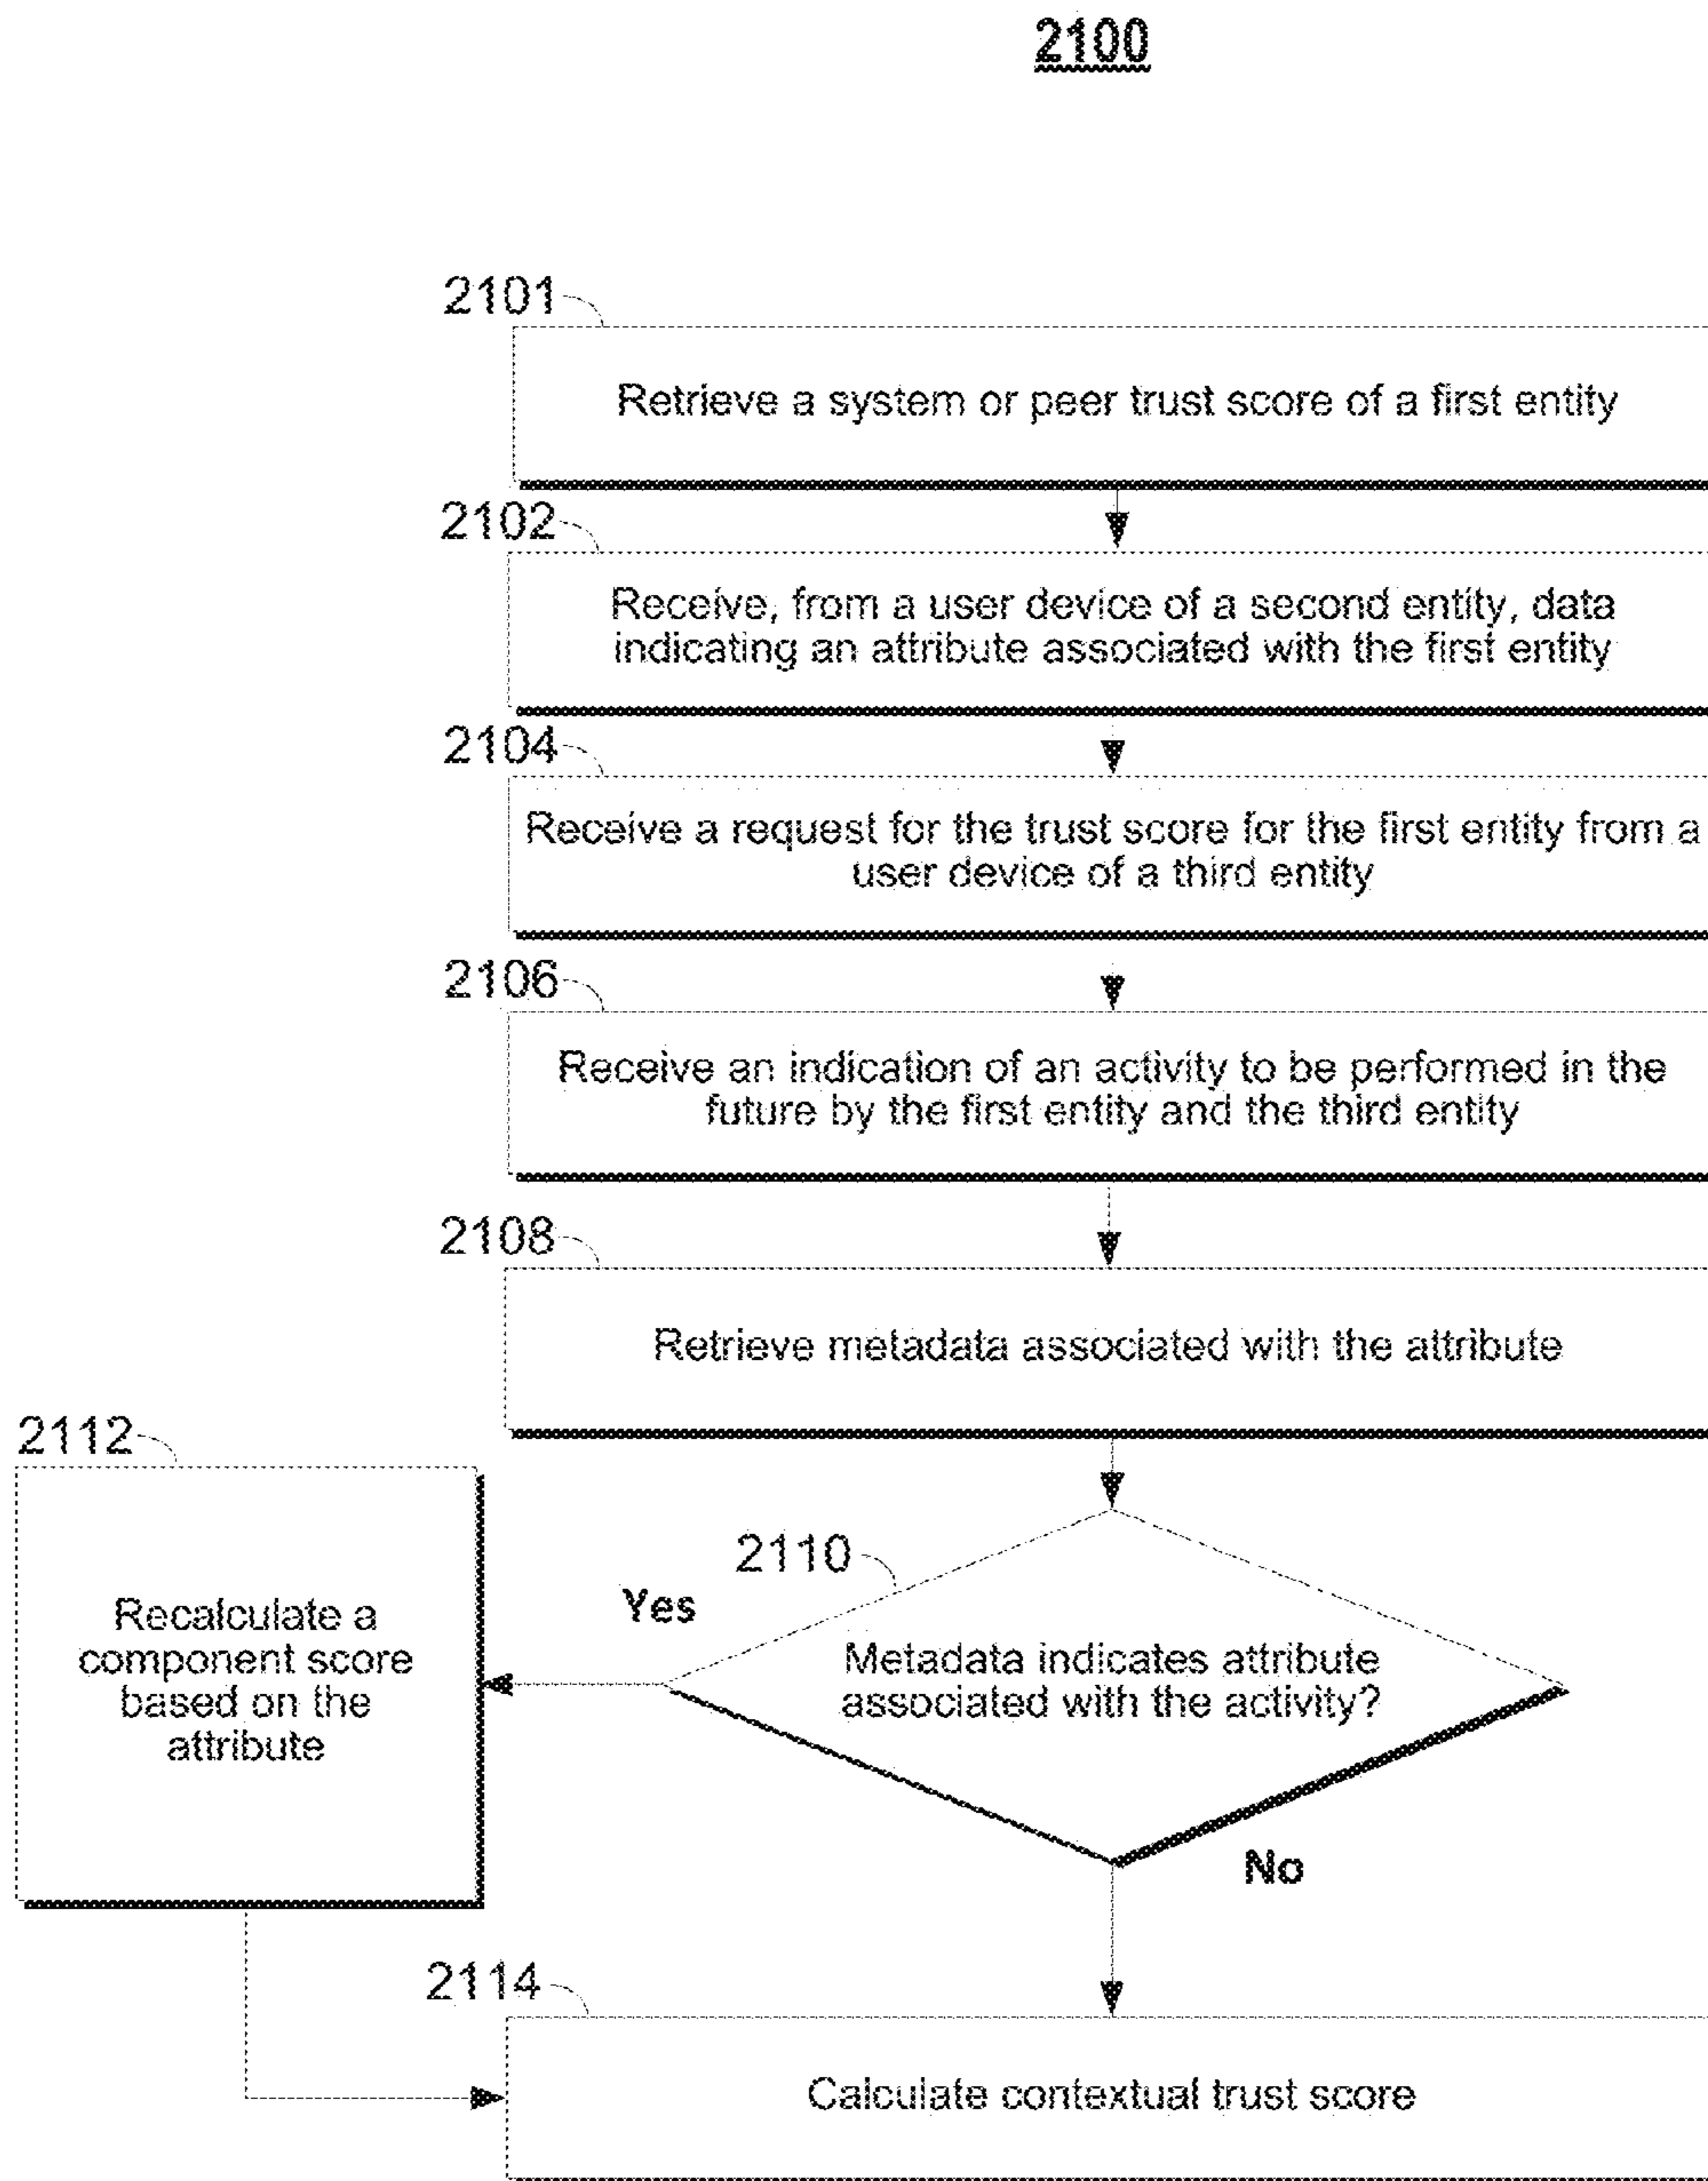 2100
2101
Retrieve a system or peer trust score of a first entity
2102
Receive, from a user device of a second entity, data
indicating an attribute associated with the first entity
2104
Receive a request for the trust score for the first entity from a
user device of a third entity
2106
Receive an indication of an activity to be performed in the
future by the first entity and the third entity
2108
Retrieve metadata associated with the attribute
2112
Recalculate a
component score
based on the
attribute
2110
Yes
Metadata indicates attribute
associated with the activity?
No
2114
Calculate contextual trust score